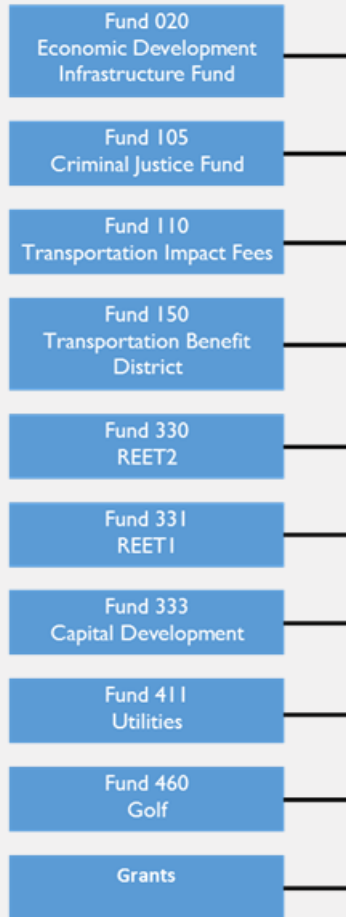 Fund 020
Economic Development
Infrastructure Fund
Fund 105
Criminal Justice Fund
Fund 110
Transportation Impact Fees
Fund 150
Transportation Benefit
District
Fund 330
REET2
Fund 331
REET1
Fund 333
Capital Development
Fund 411
Utilities
Fund 460
Golf
Grants